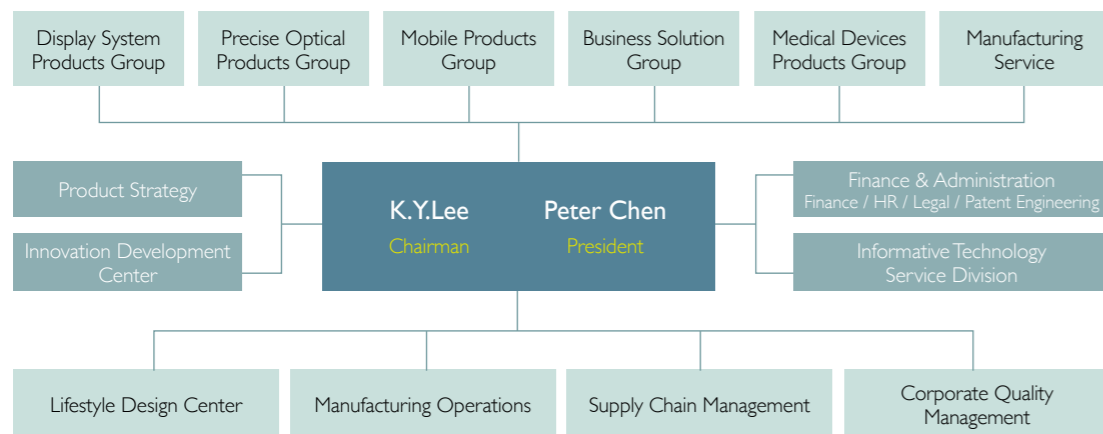 Display System
Products Group
Precise Optical
Products Group
Mobile Products
Group
Business Solution
Group
Medical Devices
Products Group
Manufacturing
Service
Product Strategy
Innovation Development
Center
K.Y.Lee
Chairman
Peter Chen
President
Finance & Administration
Finance / HR / Legal / Patent Engineering
Informative Technology
Service Division
Lifestyle Design Center
Manufacturing Operations
Supply Chain Management
Corporate Quality
Management